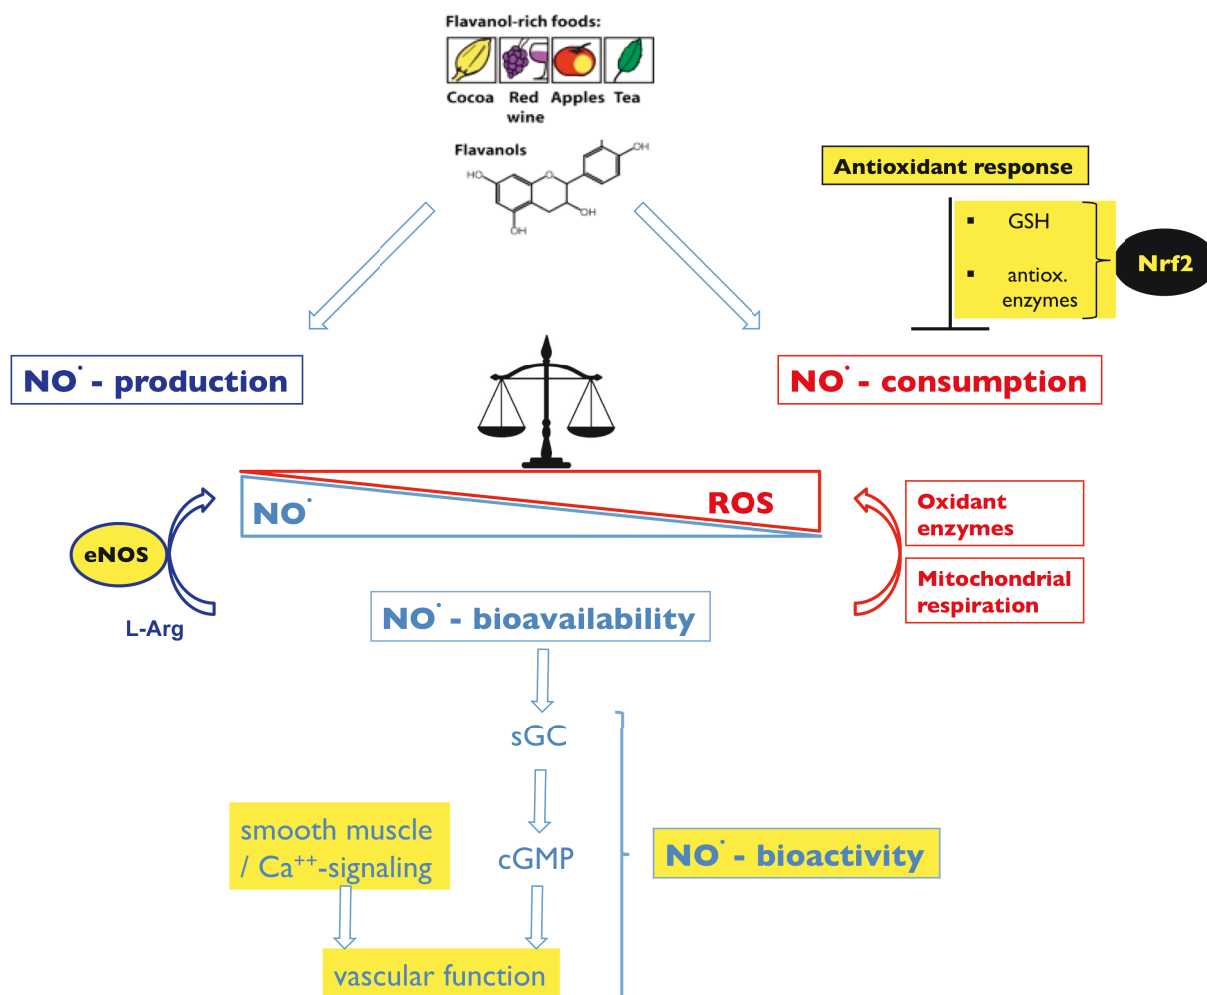 Flavanol-rich foods:
Cocoa Red Apples Tea
wine
Flavanols
OH
HO
O
OH
OH
Antioxidant response
▪ GSH
▪ antiox.
enzymes
Nrf2
NO˙ - production
NO˙ - consumption
NO˙
ROS
eNOS
L-Arg
Oxidant
enzymes
Mitochondrial
respiration
NO˙ - bioavailability
sGC
smooth muscle
/ Ca⁺⁺-signaling
cGMP
NO˙ - bioactivity
vascular function